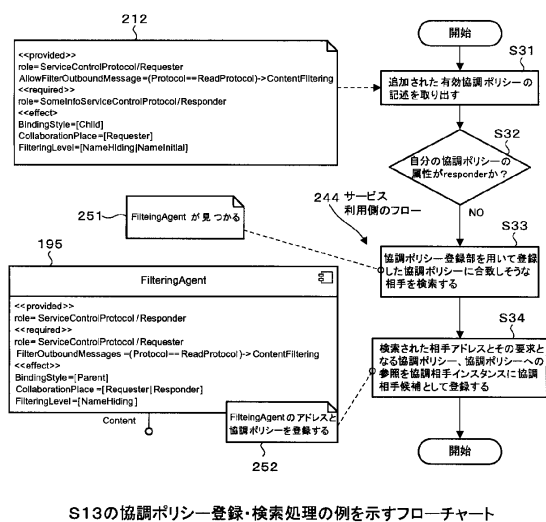 212
<<provided>>
role=ServiceControlProtocol/Requester
AllowFilterOutboundMessage=(Protocol==ReadProtocol)->ContentFiltering
<<required>>
role=SomeInfoServiceControlProtocol/Responder
<<effect>
BindingStyle=[Child]
CollaborationPlace=[Requester]
FilteringLevel=[NameHiding|NameInitial]
開始
S31
追加された有効協調ポリシーの
記述を取り出す
S32
自分の協調ポリシーの
属性がresponderか?
NO
244 サービス
利用側のフロー
251
FilteingAgent が見つかる
S33
協調ポリシー登録部を用いて登録
した協調ポリシーに合致しそうな
相手を検索する
195
FilteringAgent
<<provided>>
role= ServiceControlProtocol/Responder
<<required>>
role= ServiceControlProtocol/Requester
FilterOutboundMessages =(Protocol== ReadProtocol)->ContentFiltering
<<effect>>
BindingStyle=[Parent]
CollaborationPlace=[Requester|Responder]
FilteringLevel=[NameHiding]
Content
S34
検索された相手アドレスとその要求と
なる協調ポリシー、協調ポリシーへの
参照を協調相手インスタンスに協調
相手候補として登録する
FilteingAgentのアドレスと
協調ポリシーを登録する
252
開始
S13の協調ポリシー登録・検索処理の例を示すフローチャート